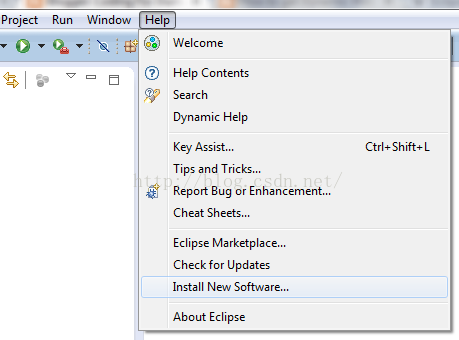 Project Run Window Help
Welcome
Help Contents
Search
Dynamic Help
Key Assist... Ctrl+Shift+L
Tips and Tricks...
http://blog.csdn.net/
Report Bug or Enhancement...
Cheat Sheets...
Eclipse Marketplace...
Check for Updates
Install New Software...
About Eclipse